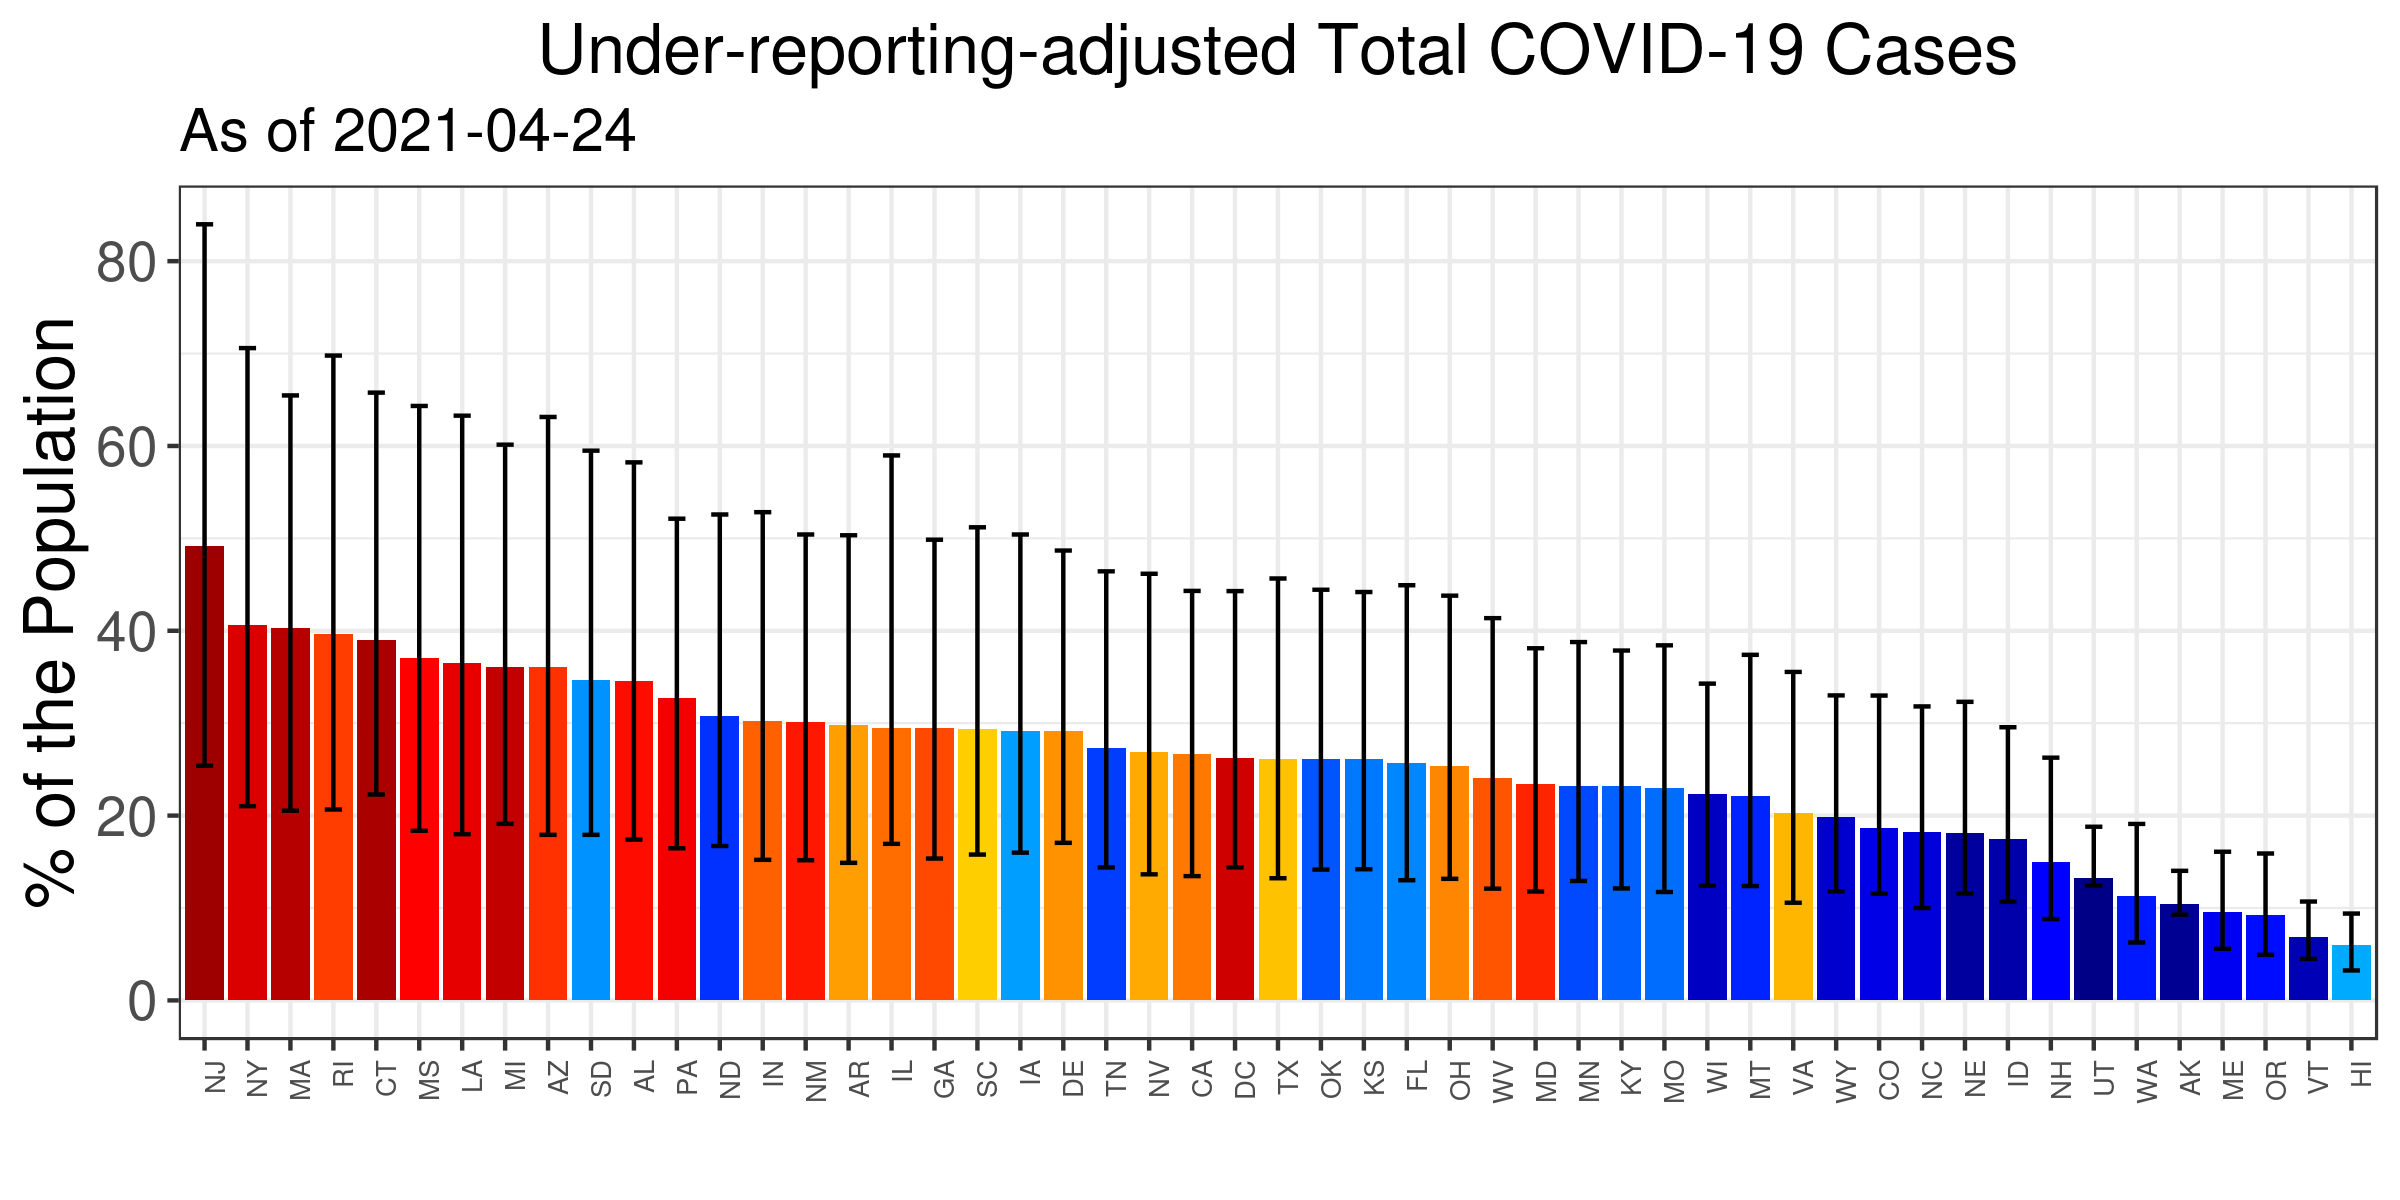 Under-reporting-adjusted Total COVID-19 Cases
As of 2021-04-24
% of the Population
80
60
40
20
0
NJ NY MA RI CT MS LA MI AZ SD AL PA ND IN NM AR IL GA SC IA DE TN NV CA DC TX OK KS FL OH WV MD MN KY MO WI MT VA WY CO NC NE ID NH UT WA AK ME OR VT HI